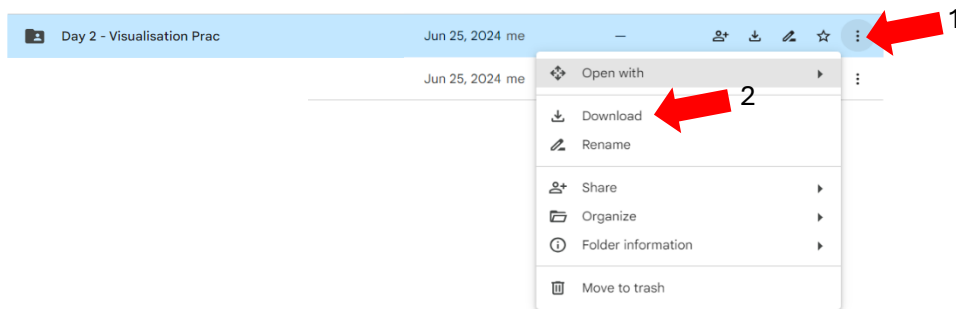 1
Day 2 - Visualisation Prac Jun 25, 2024 me —
Jun 25, 2024 me
Open with
2
Download
Rename
Share
Organize
Folder information
Move to trash